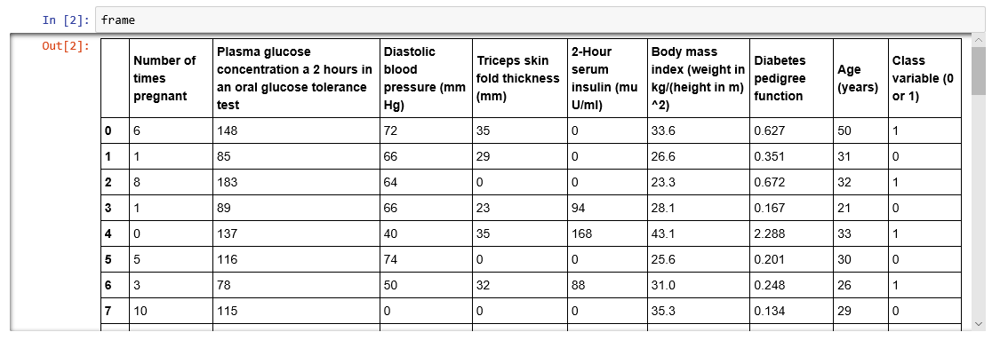 In [2]: frame
Out[2]:
Number of times pregnant | Plasma glucose concentration a 2 hours in an oral glucose tolerance test | Diastolic blood pressure (mm Hg) | Triceps skin fold thickness (mm) | 2-Hour serum insulin (mu U/ml) | Body mass index (weight in kg/(height in m) ^2) | Diabetes pedigree function | Age (years) | Class variable (0 or 1)
0 6 148 72 35 0 33.6 0.627 50 1
1 1 85 66 29 0 26.6 0.351 31 0
2 8 183 64 0 0 23.3 0.672 32 1
3 1 89 66 23 94 28.1 0.167 21 0
4 0 137 40 35 168 43.1 2.288 33 1
5 5 116 74 0 0 25.6 0.201 30 0
6 3 78 50 32 88 31.0 0.248 26 1
7 10 115 0 0 0 35.3 0.134 29 0